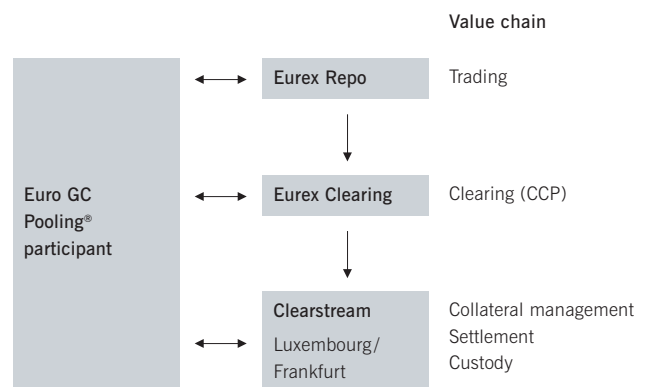 Value chain
Eurex Repo
Trading
Euro GC
Pooling®
participant
Eurex Clearing
Clearing (CCP)
Clearstream
Luxembourg/
Frankfurt
Collateral management
Settlement
Custody